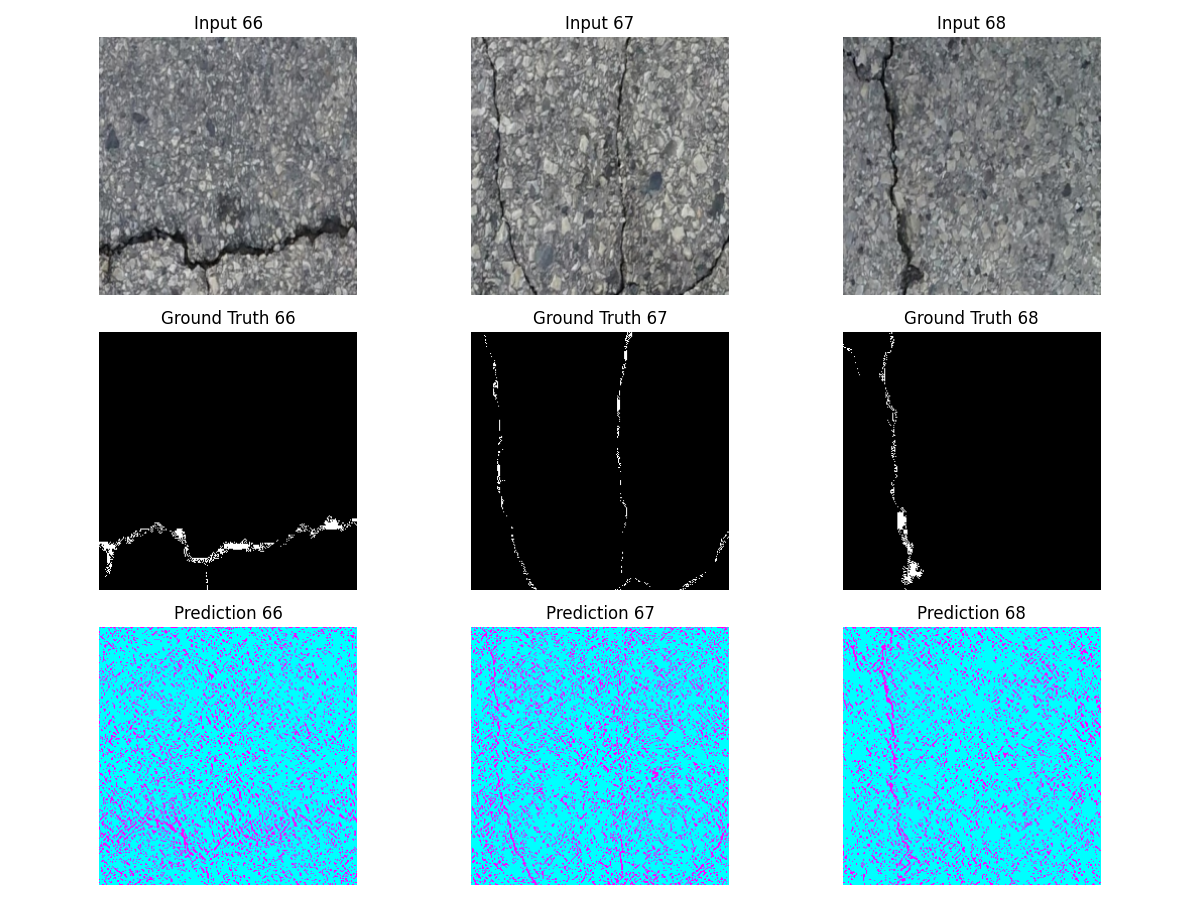 Input 66
Input 67
Input 68
Ground Truth 66
Ground Truth 67
Ground Truth 68
Prediction 66
Prediction 67
Prediction 68